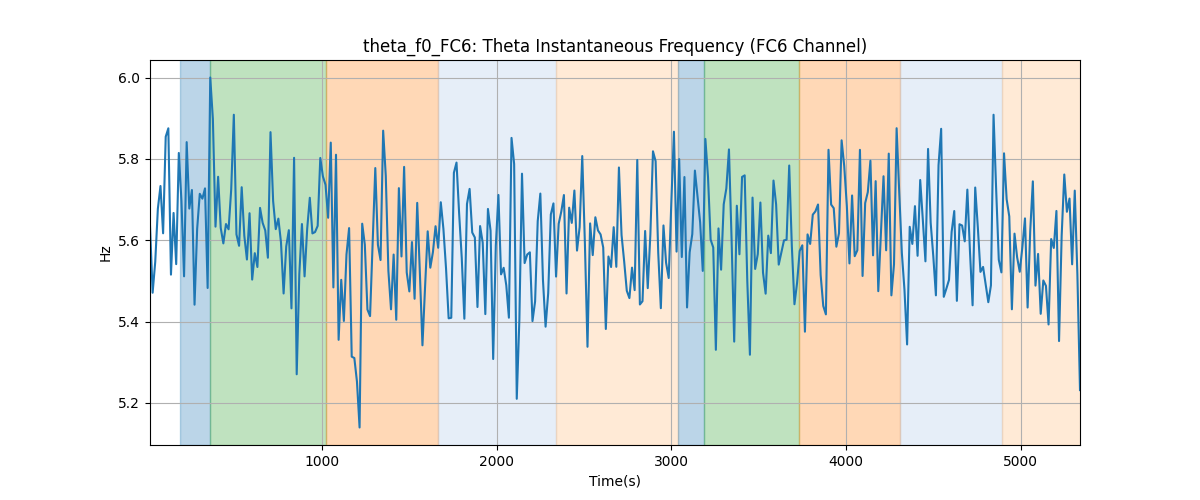 theta_f0_FC6: Theta Instantaneous Frequency (FC6 Channel)
6.0
5.8
5.6
5.4
5.2
Hz
1000 2000 3000 4000 5000
Time(s)